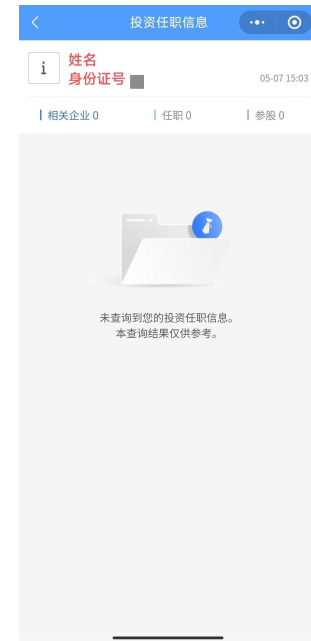 投资任职信息
姓名
身份证号
05-07 15:03
相关企业 0
任职 0
参股 0
未查询到您的投资任职信息。
本查询结果仅供参考。